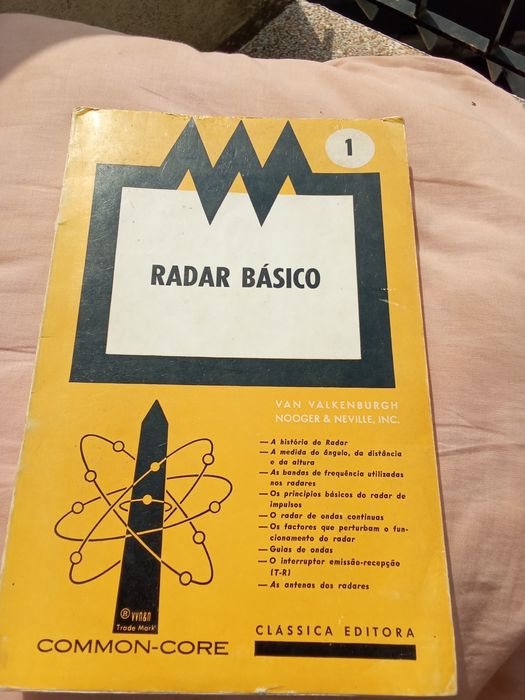 1
RADAR BÁSICO
VAN VALKENBURGH
NOOGER & NEVILLE, INC.
— A história do Radar
— A medida do ângulo, da distância
e da altura
— As bandas de frequência utilizadas
nos radares
— Os princípios básicos do radar de
impulsos
— O radar de ondas contínuas
— Os factores que perturbam o fun-
cionamento do radar
— Guias de ondas
— O interruptor emissão-recepção
(T-R)
— As antenas dos radares
® VVN&N
Trade Mark
COMMON-CORE
CLÁSSICA EDITORA